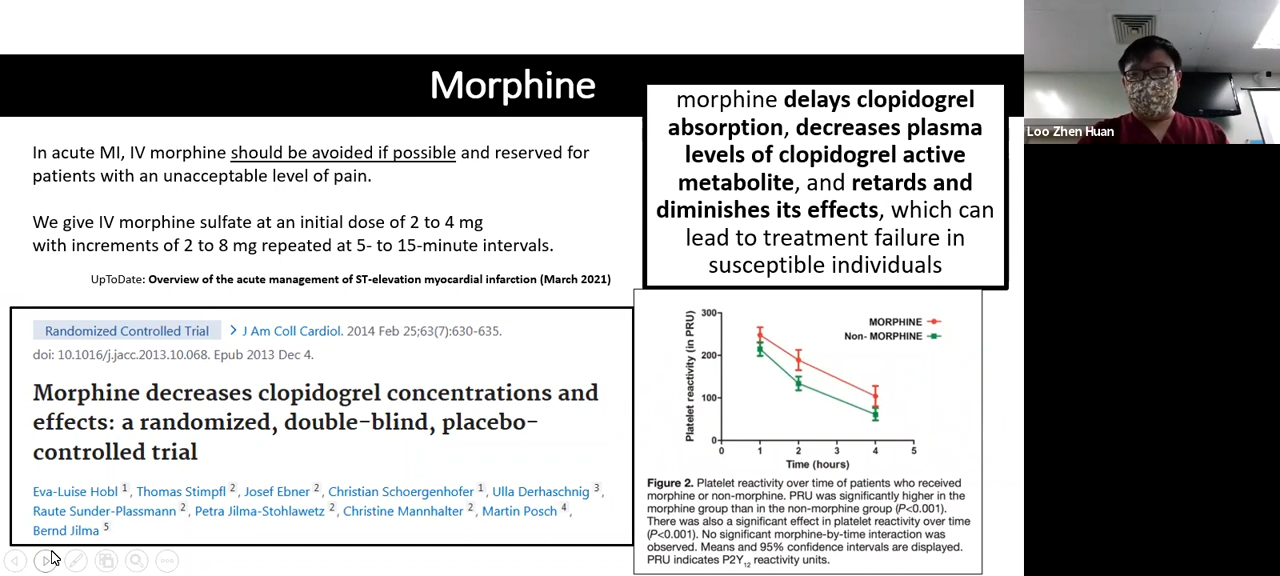 Morphine
In acute MI, IV morphine should be avoided if possible and reserved for
patients with an unacceptable level of pain.
We give IV morphine sulfate at an initial dose of 2 to 4 mg
with increments of 2 to 8 mg repeated at 5- to 15-minute intervals.
UpToDate: Overview of the acute management of ST-elevation myocardial infarction (March 2021)
Randomized Controlled Trial > J Am Coll Cardiol. 2014 Feb 25;63(7):630-635.
doi: 10.1016/j.jacc.2013.10.068. Epub 2013 Dec 4.
Morphine decreases clopidogrel concentrations and
effects: a randomized, double-blind, placebo-
controlled trial
Eva-Luise Hobl 1, Thomas Stimpfl 2, Josef Ebner 2, Christian Schoergenhofer 1, Ulla Derhaschnig 3,
Raute Sunder-Plassmann 2, Petra Jilma-Stohlawetz 2, Christine Mannhalter 2, Martin Posch 4,
Bernd Jilma 5
morphine delays clopidogrel
absorption, decreases plasma
levels of clopidogrel active
metabolite, and retards and
diminishes its effects, which can
lead to treatment failure in
susceptible individuals
MORPHINE
Non- MORPHINE
Platelet reactivity (in PRU)
300
200
100
0
0 1 2 3 4 5
Time (hours)
Figure 2. Platelet reactivity over time of patients who received
morphine or non-morphine. PRU was significantly higher in the
morphine group than in the non-morphine group (P<0.001).
There was also a significant effect in platelet reactivity over time
(P<0.001). No significant morphine-by-time interaction was
observed. Means and 95% confidence intervals are displayed.
PRU indicates P2Y12 reactivity units.
Loo Zhen Huan